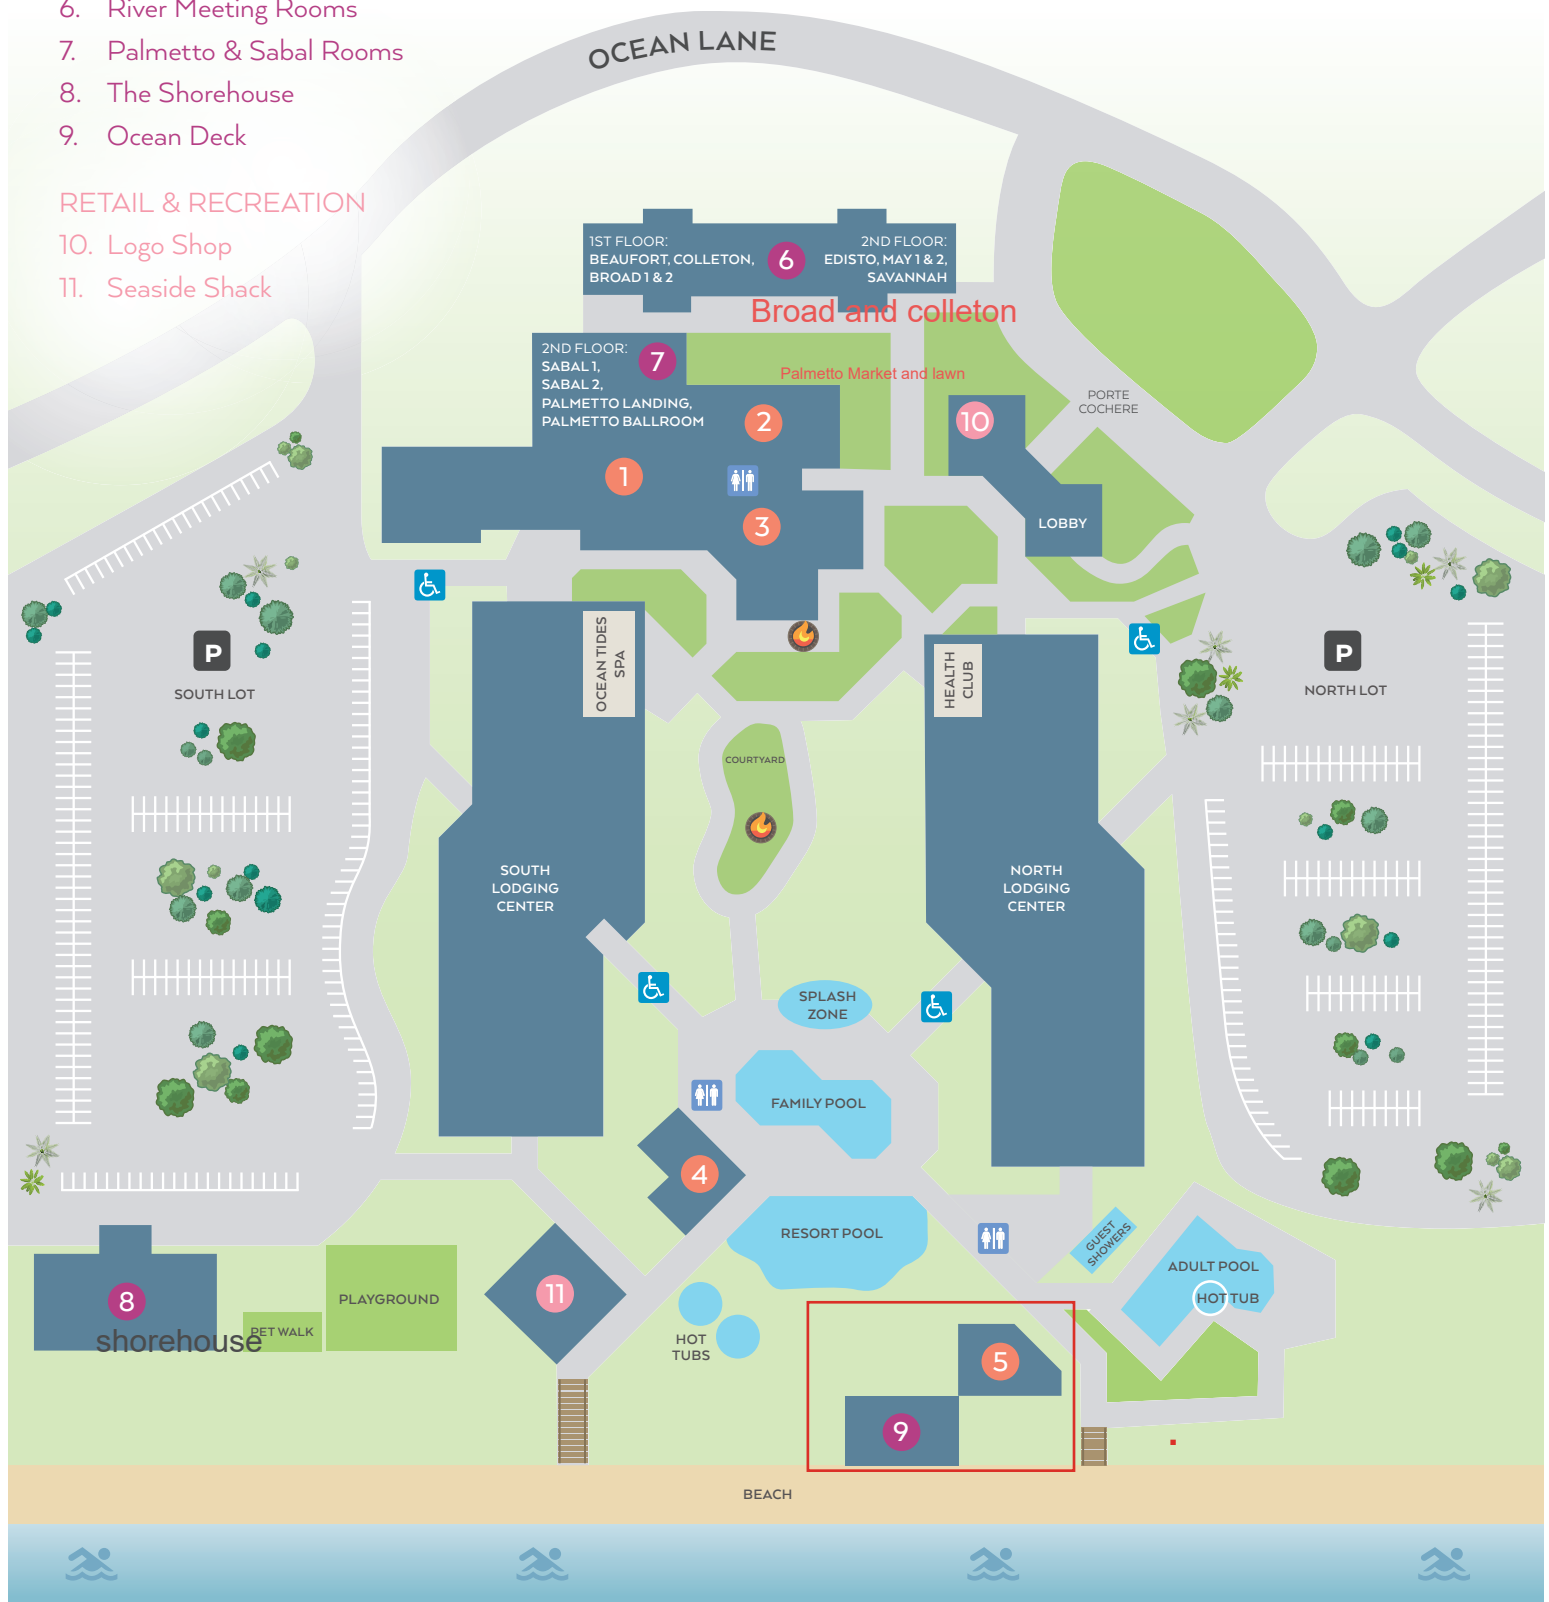 6. River Meeting Rooms
7. Palmetto & Sabal Rooms
8. The Shorehouse
9. Ocean Deck
RETAIL & RECREATION
10. Logo Shop
11. Seaside Shack
OCEAN LANE
1ST FLOOR:
BEAUFORT, COLLETON,
BROAD 1 & 2
6
2ND FLOOR:
EDISTO, MAY 1 & 2,
SAVANNAH
Broad and colleton
2ND FLOOR:
SABAL 1,
SABAL 2,
PALMETTO LANDING,
PALMETTO BALLROOM
7
Palmetto Market and lawn
PORTE
COCHERE
2
10
1
3
LOBBY
P
SOUTH LOT
OCEAN TIDES
SPA
HEALTH
CLUB
P
NORTH LOT
COURTYARD
SOUTH
LODGING
CENTER
NORTH
LODGING
CENTER
SPLASH
ZONE
FAMILY POOL
4
RESORT POOL
GUEST
SHOWERS
ADULT POOL
HOT TUB
8
shorehouse
PET WALK
PLAYGROUND
11
HOT
TUBS
5
9
BEACH